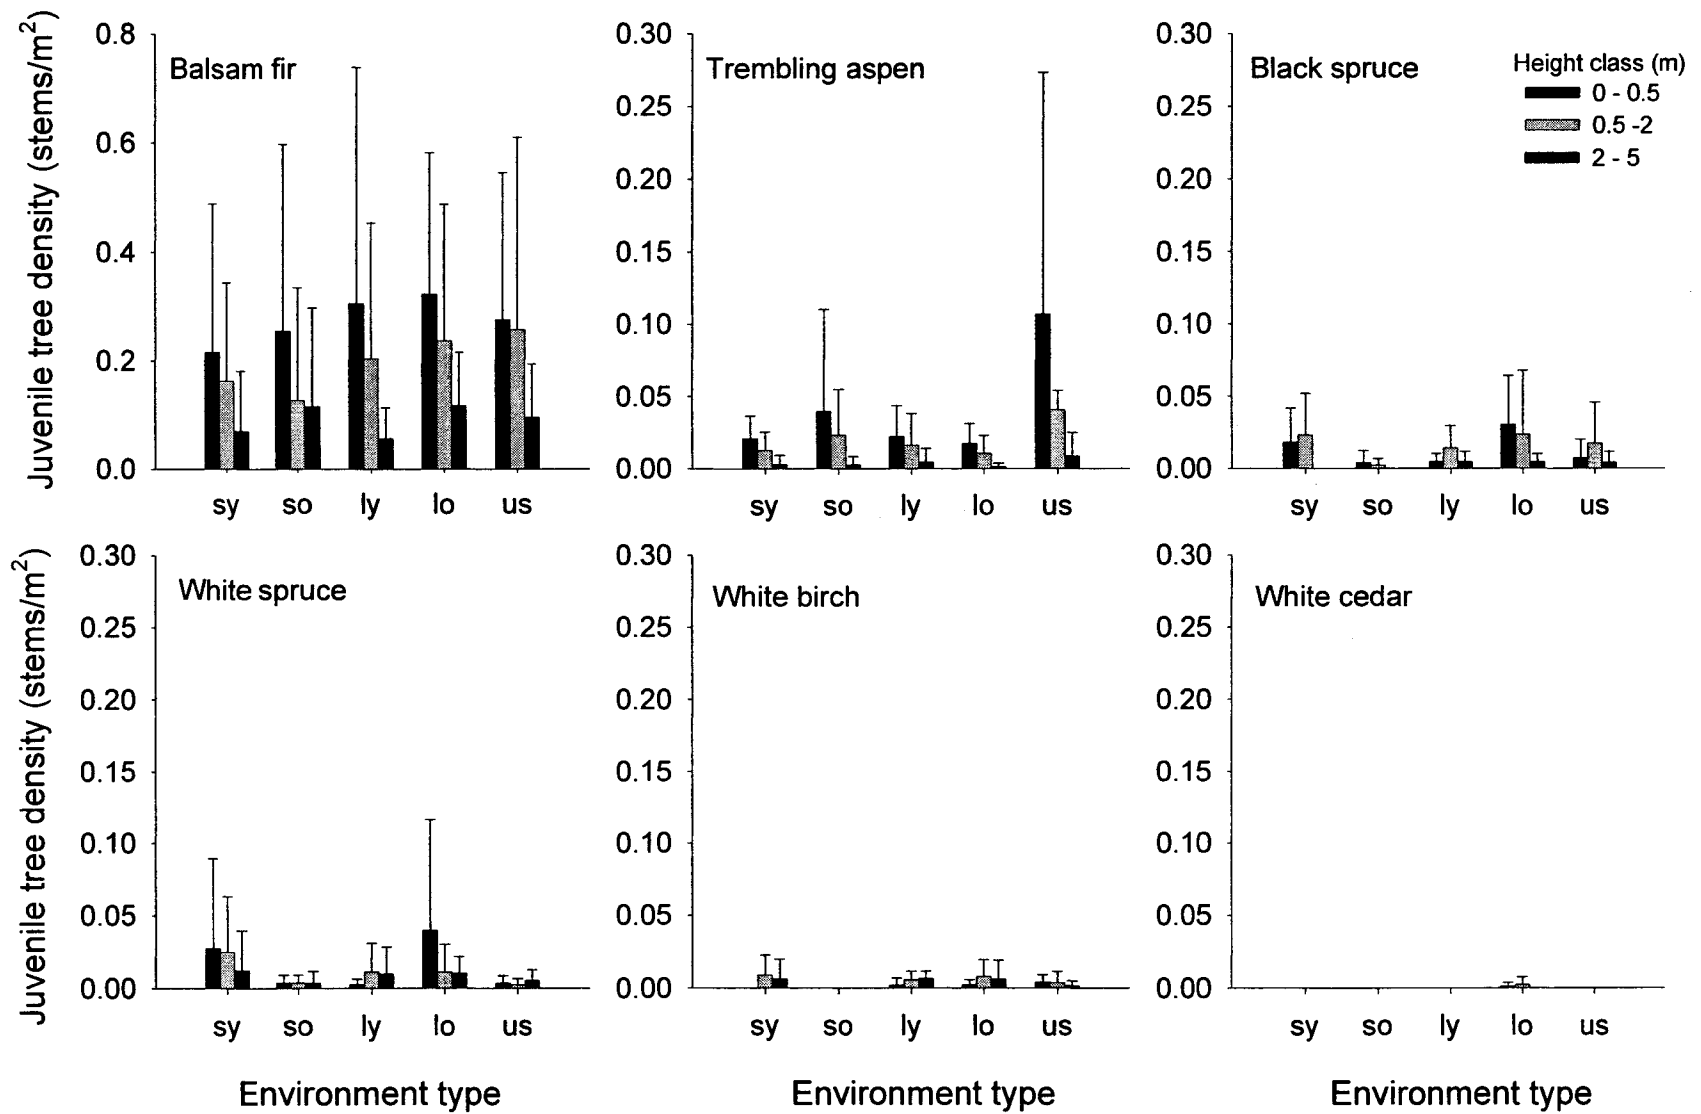 Juvenile tree density (stems/m²)
Balsam fir
0.8
0.6
0.4
0.2
0.0
sy so ly lo us
Trembling aspen
0.30
0.25
0.20
0.15
0.10
0.05
0.00
sy so ly lo us
Black spruce
0.30
0.25
0.20
0.15
0.10
0.05
0.00
sy so ly lo us
Height class (m)
0 - 0.5
0.5 -2
2 - 5
Juvenile tree density (stems/m²)
White spruce
0.30
0.25
0.20
0.15
0.10
0.05
0.00
sy so ly lo us
Environment type
White birch
0.30
0.25
0.20
0.15
0.10
0.05
0.00
sy so ly lo us
Environment type
White cedar
0.30
0.25
0.20
0.15
0.10
0.05
0.00
sy so ly lo us
Environment type